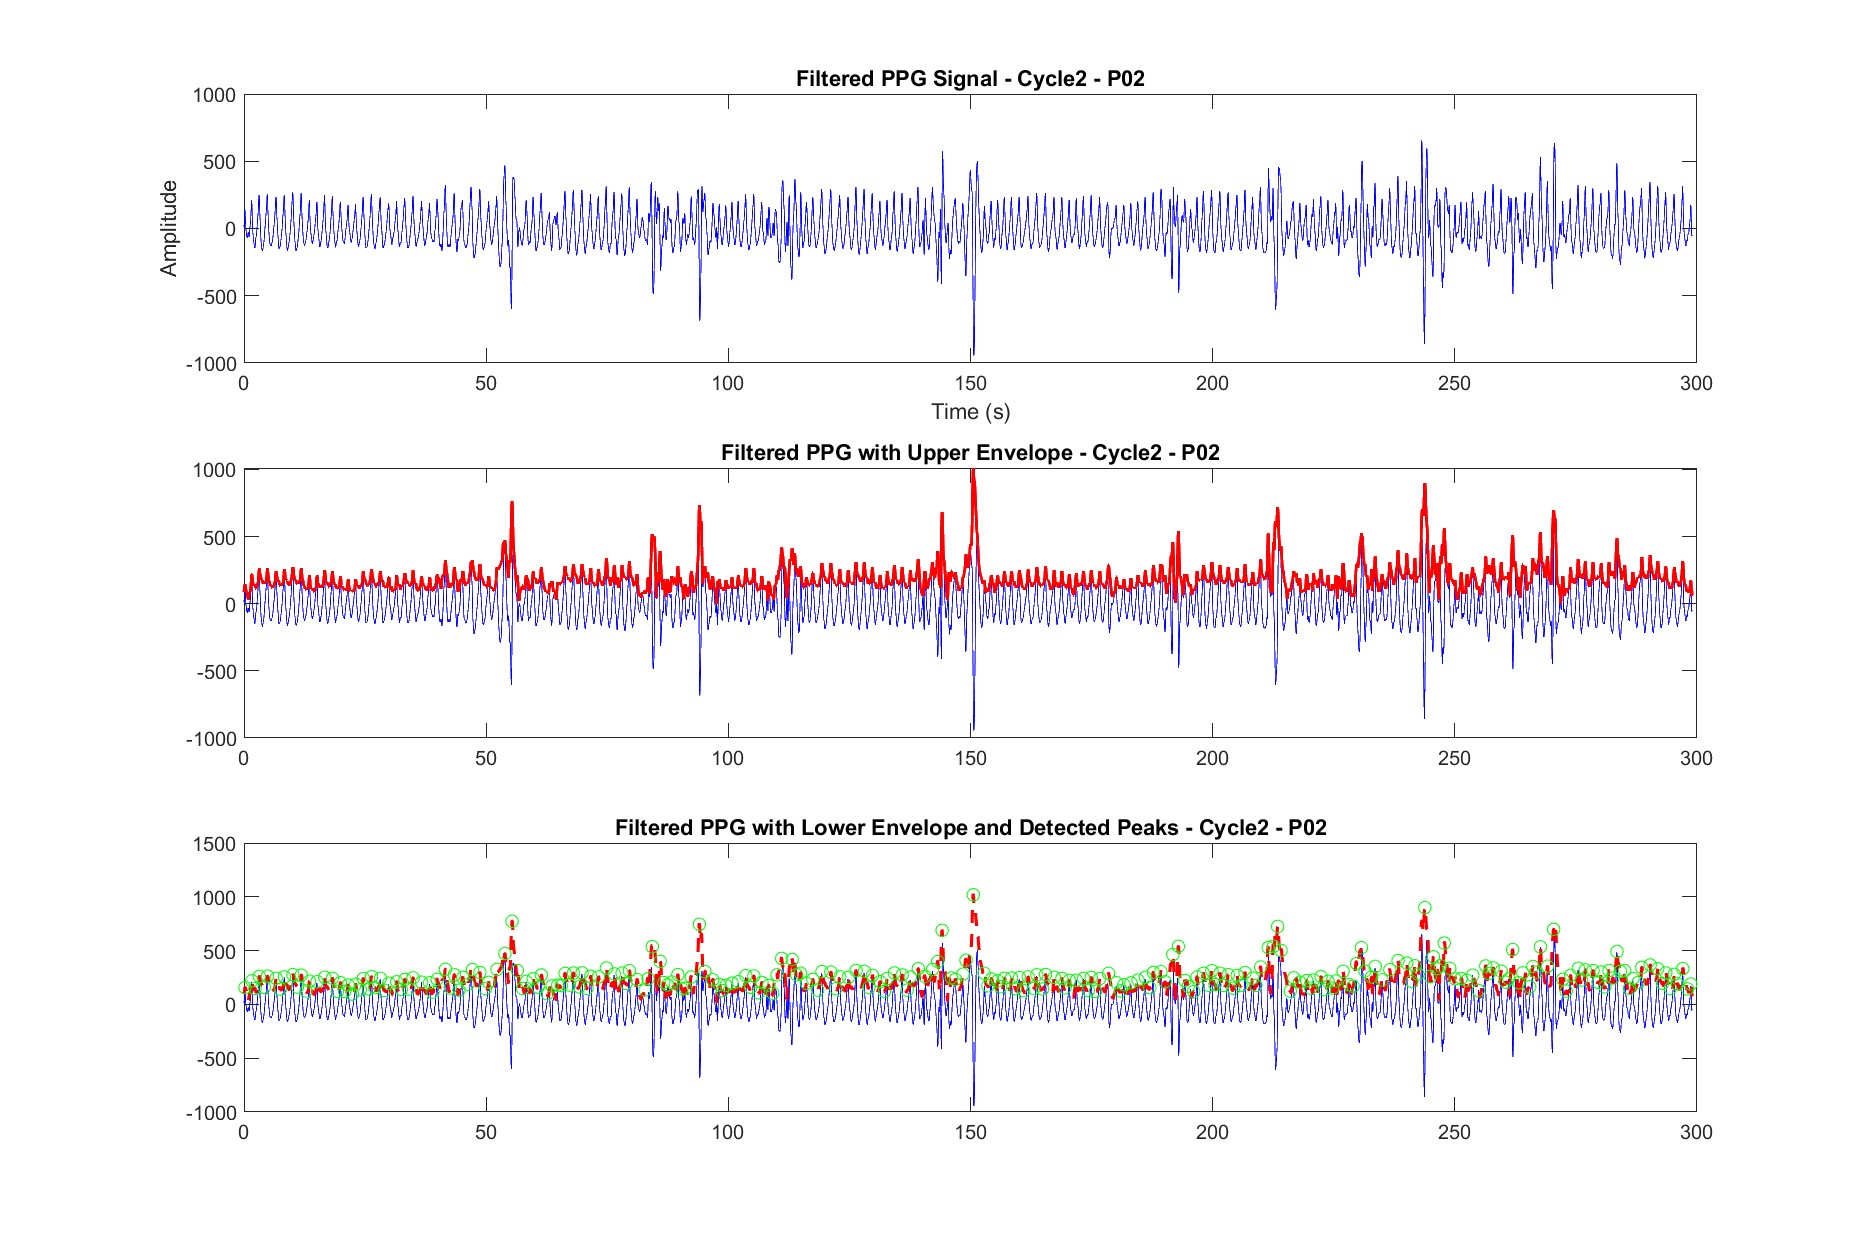 Filtered PPG Signal - Cycle2 - P02
1000
500
0
-500
-1000
Amplitude
0 50 100 150 200 250 300
Time (s)
Filtered PPG with Upper Envelope - Cycle2 - P02
1000
500
0
-500
-1000
0 50 100 150 200 250 300
Filtered PPG with Lower Envelope and Detected Peaks - Cycle2 - P02
1500
1000
500
0
-500
-1000
0 50 100 150 200 250 300